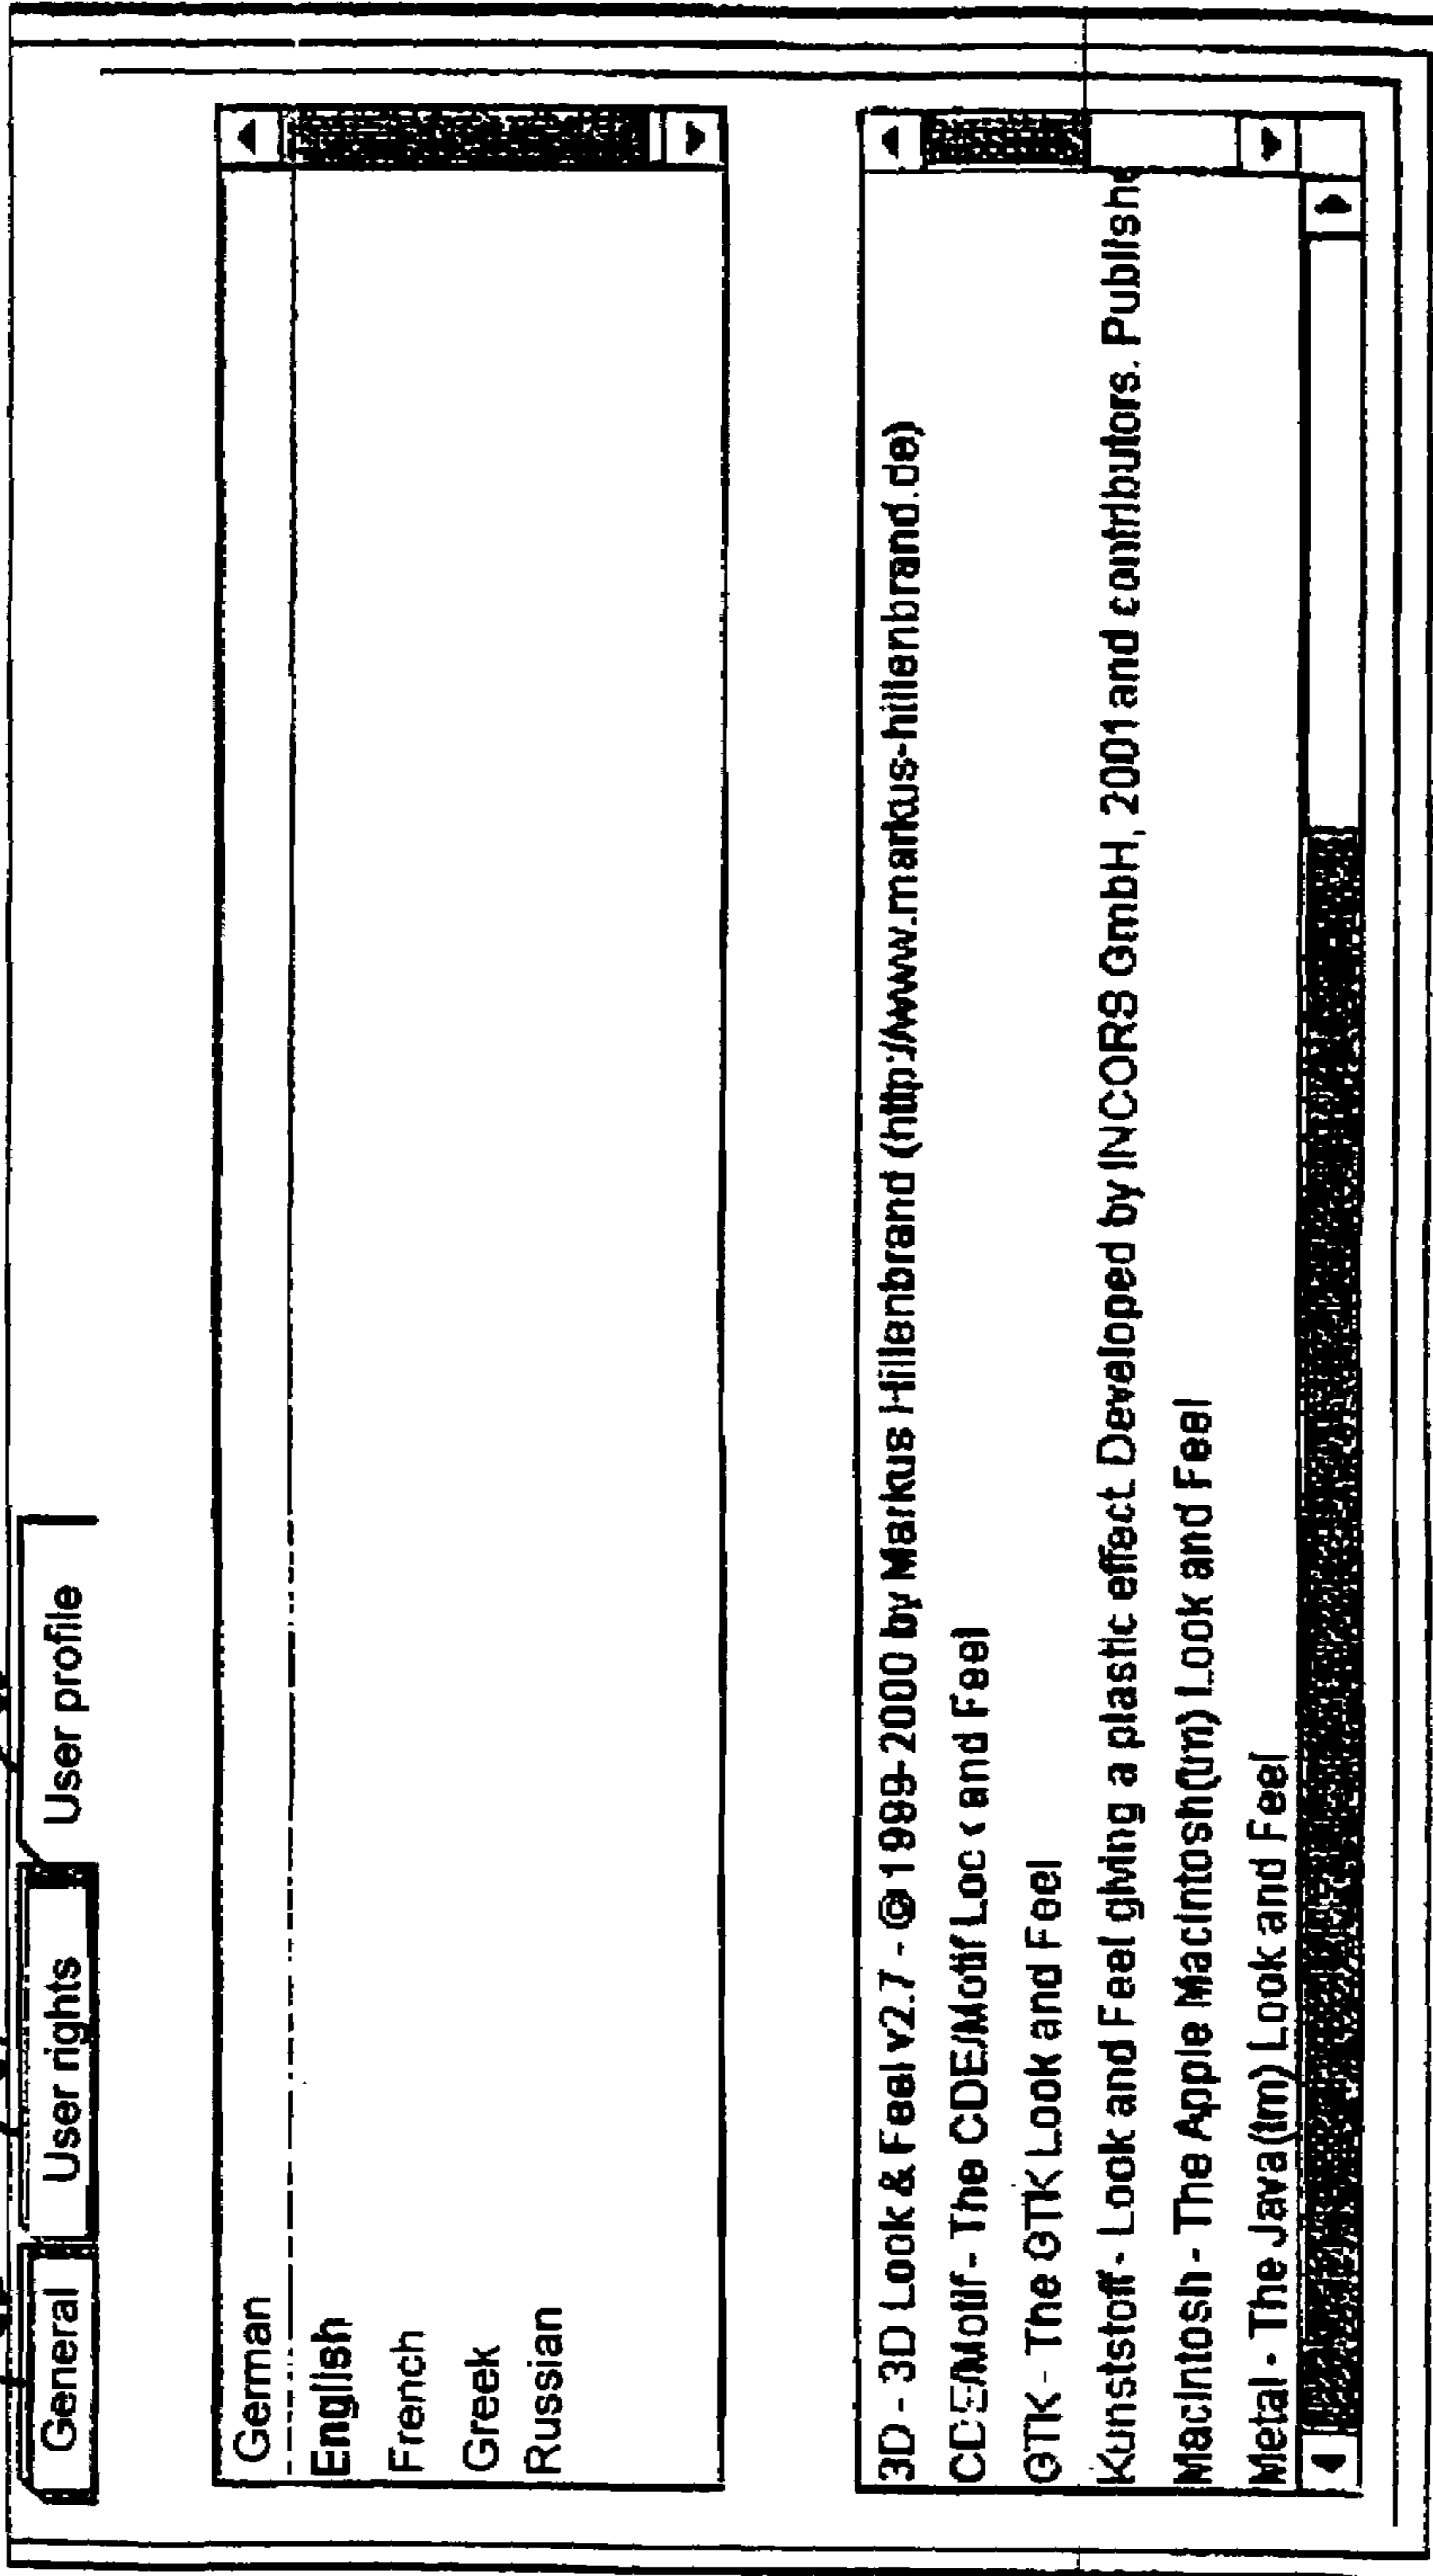 General
User rights
User profile
German
English
French
Greek
Russian
3D - 3D Look & Feel v2.7 - @ 1999-2000 by Markus Hillenbrand (http://www.markus-hillenbrand.de)
CDE/Motif - The CDE/Motif Look and Feel
GTK - The GTK Look and Feel
Kunststoff - Look and Feel giving a plastic effect. Developed by INCORS GmbH, 2001 and contributors. Publishe
Macintosh - The Apple Macintosh(tm) Look and Feel
Metal - The Java(tm) Look and Feel